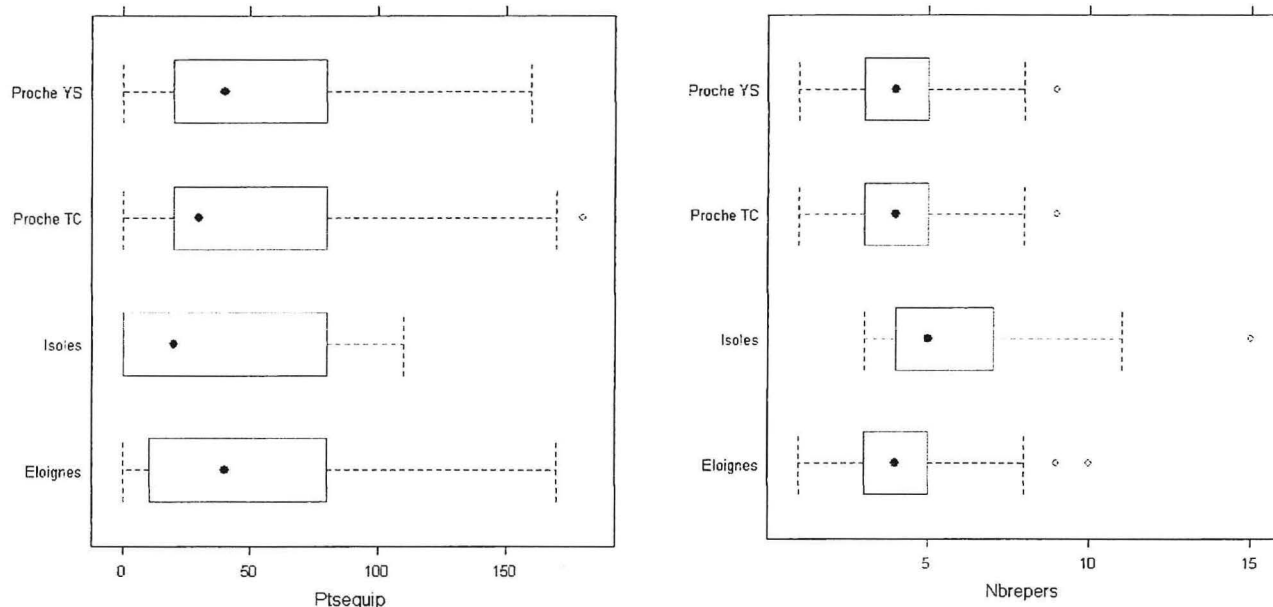 Proche YS
Proche TC
Isoles
Eloignes
0 50 100 150
Ptsequip
Proche YS
Proche TC
Isoles
Eloignes
5 10 15
Nbrepers